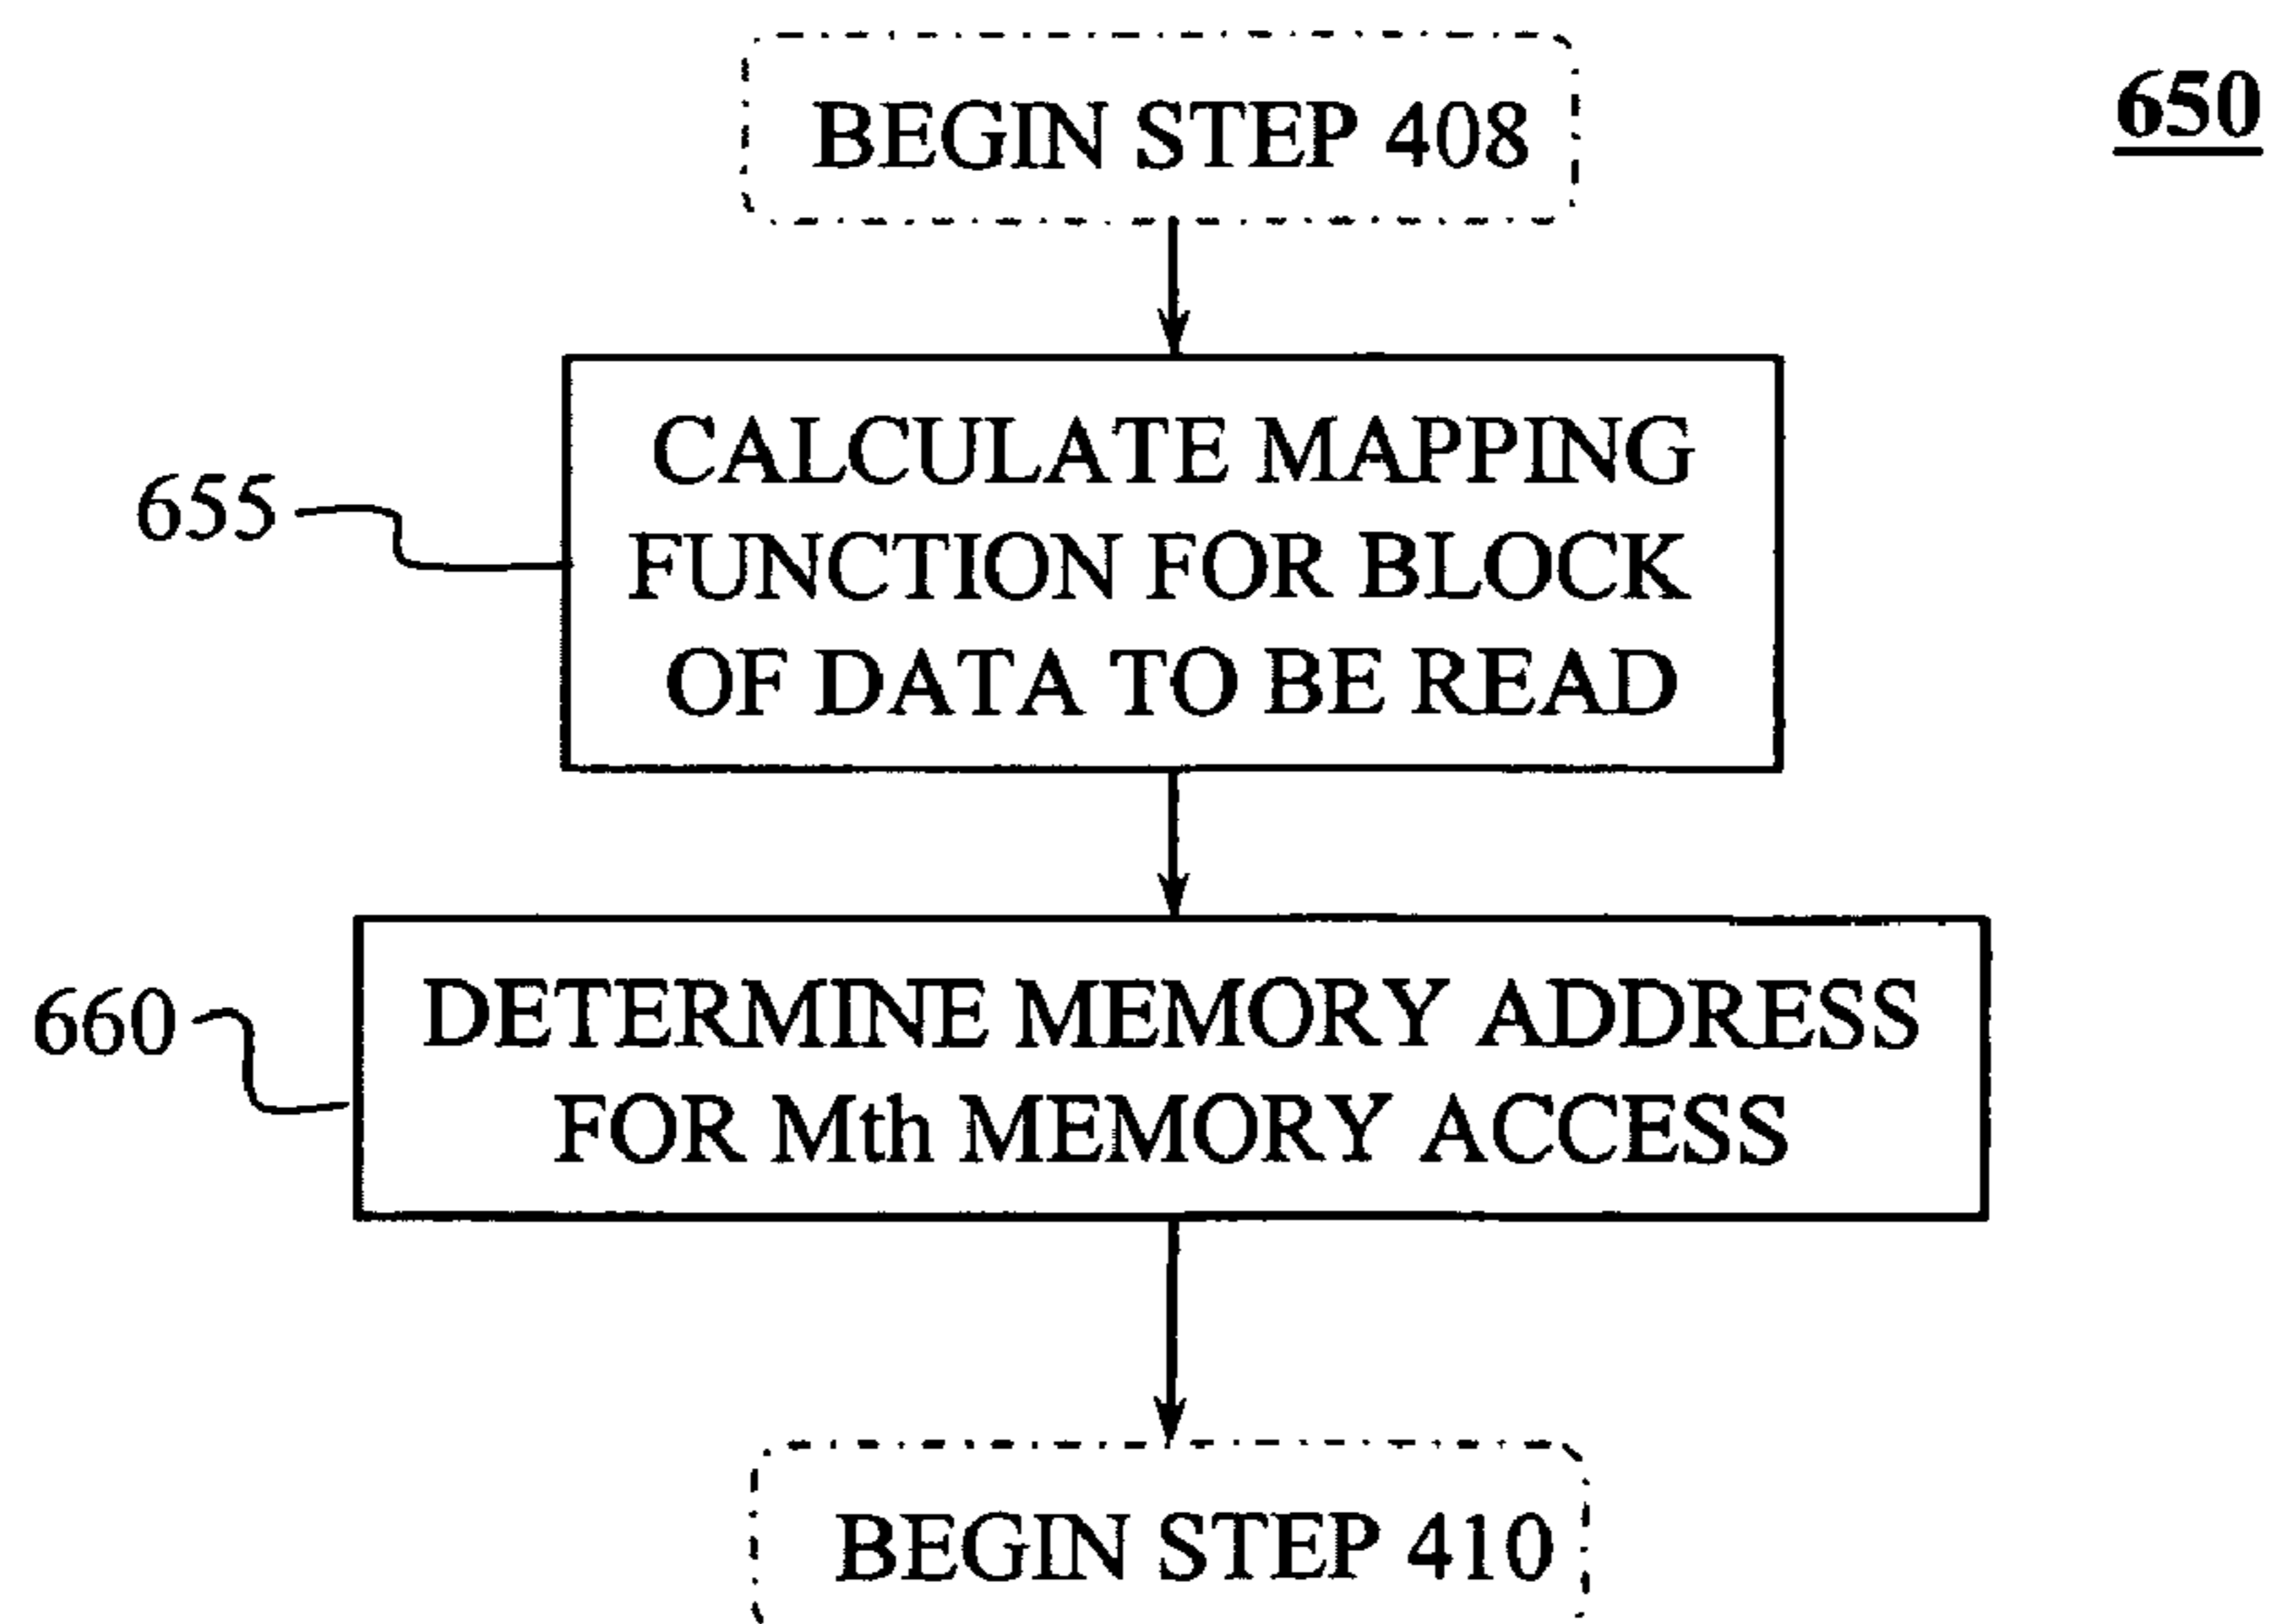 BEGIN STEP 408
650
CALCULATE MAPPING
FUNCTION FOR BLOCK
OF DATA TO BE READ
655
DETERMINE MEMORY ADDRESS
FOR Mth MEMORY ACCESS
660
BEGIN STEP 410